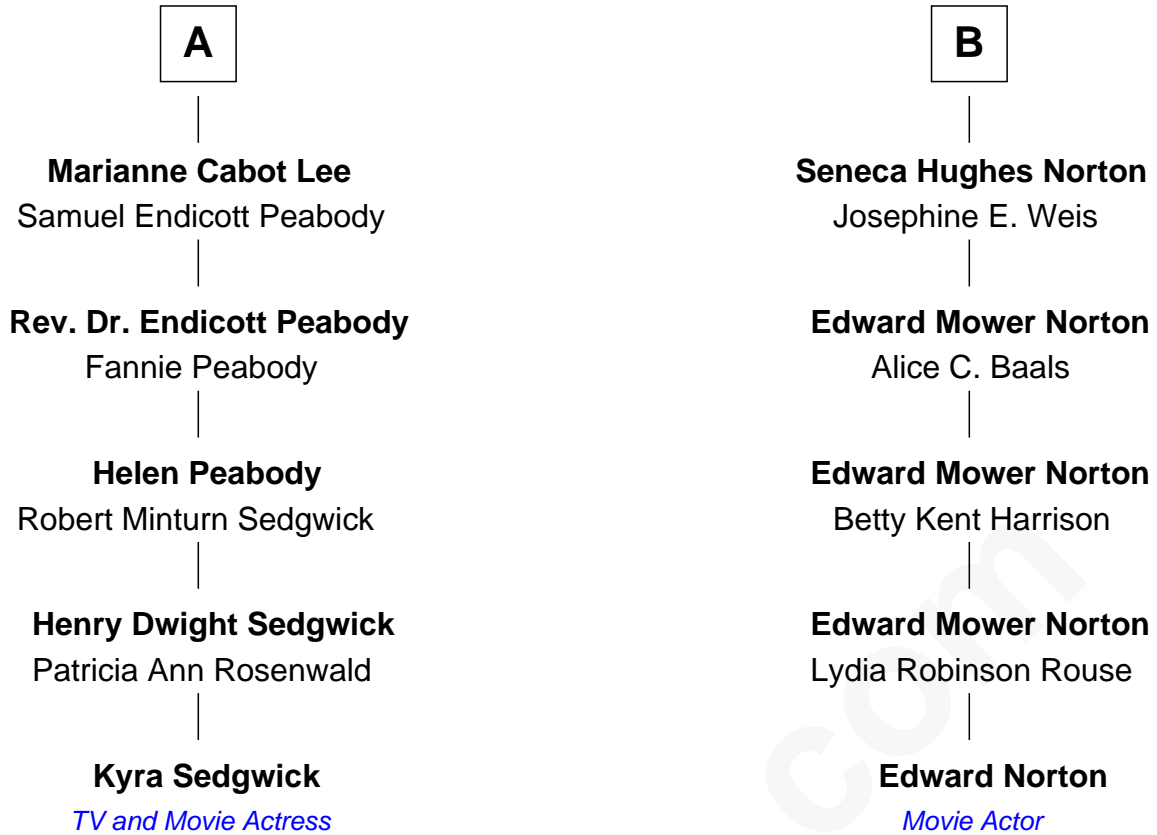 A
B
Marianne Cabot Lee
Samuel Endicott Peabody
Seneca Hughes Norton
Josephine E. Weis
Rev. Dr. Endicott Peabody
Fannie Peabody
Edward Mower Norton
Alice C. Baals
Helen Peabody
Robert Minturn Sedgwick
Edward Mower Norton
Betty Kent Harrison
Henry Dwight Sedgwick
Patricia Ann Rosenwald
Edward Mower Norton
Lydia Robinson Rouse
Kyra Sedgwick
TV and Movie Actress
Edward Norton
Movie Actor
com